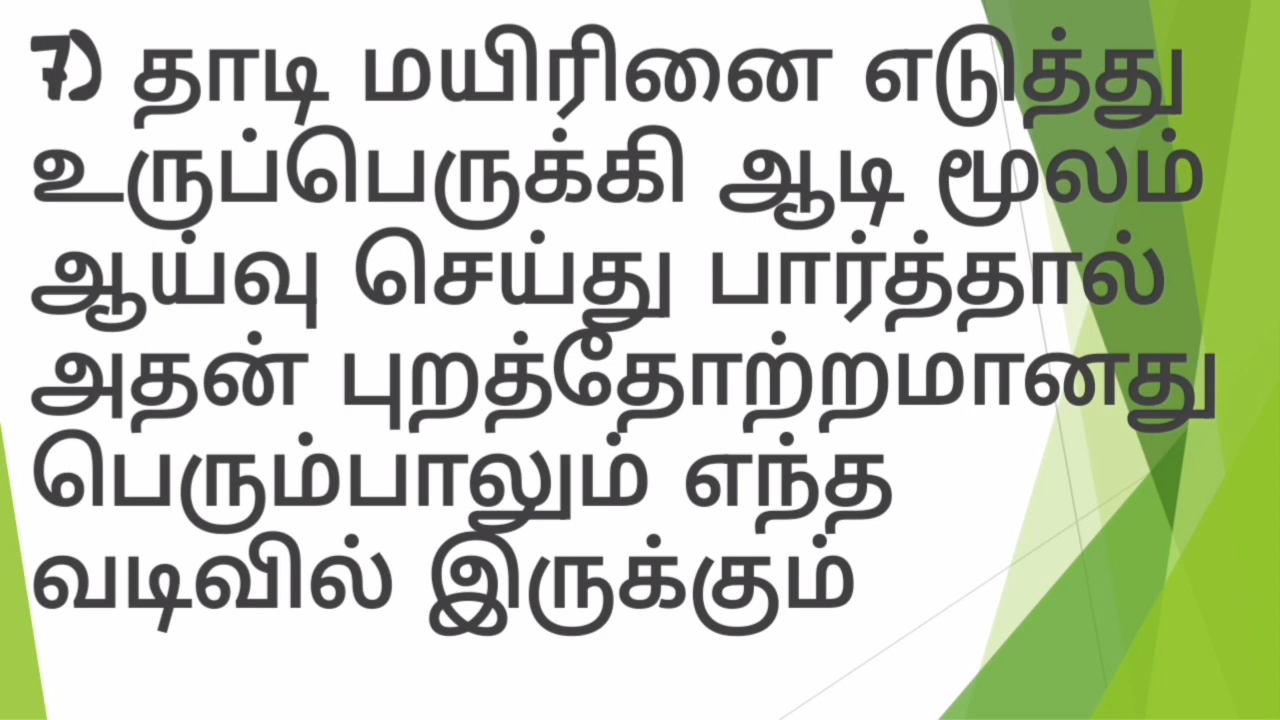 7) தாடி மயிரினை எடுத்து
உருப்பெருக்கி ஆடி மூலம்
ஆய்வு செய்து பார்த்தால்
அதன் புறத்தோற்றமானது
பெரும்பாலும் எந்த
வடிவில் இருக்கும்